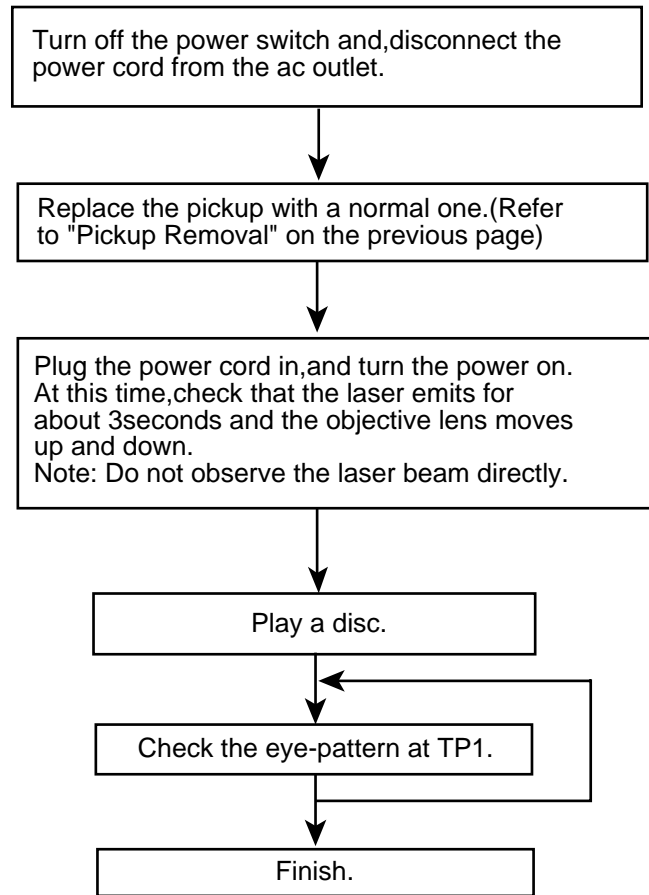 Turn off the power switch and,disconnect the
power cord from the ac outlet.
Replace the pickup with a normal one.(Refer
to "Pickup Removal" on the previous page)
Plug the power cord in,and turn the power on.
At this time,check that the laser emits for
about 3seconds and the objective lens moves
up and down.
Note: Do not observe the laser beam directly.
Play a disc.
Check the eye-pattern at TP1.
Finish.